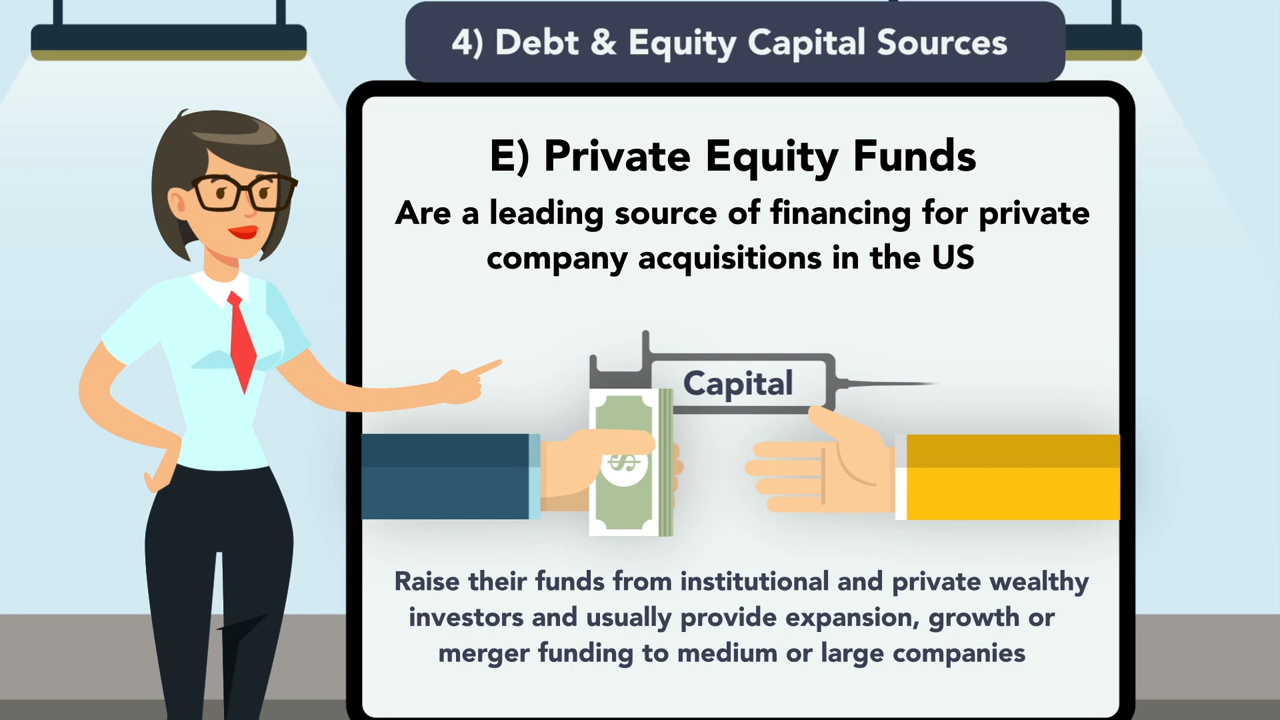 4) Debt & Equity Capital Sources
E) Private Equity Funds
Are a leading source of financing for private
company acquisitions in the US
Capital
$
Raise their funds from institutional and private wealthy
investors and usually provide expansion, growth or
merger funding to medium or large companies